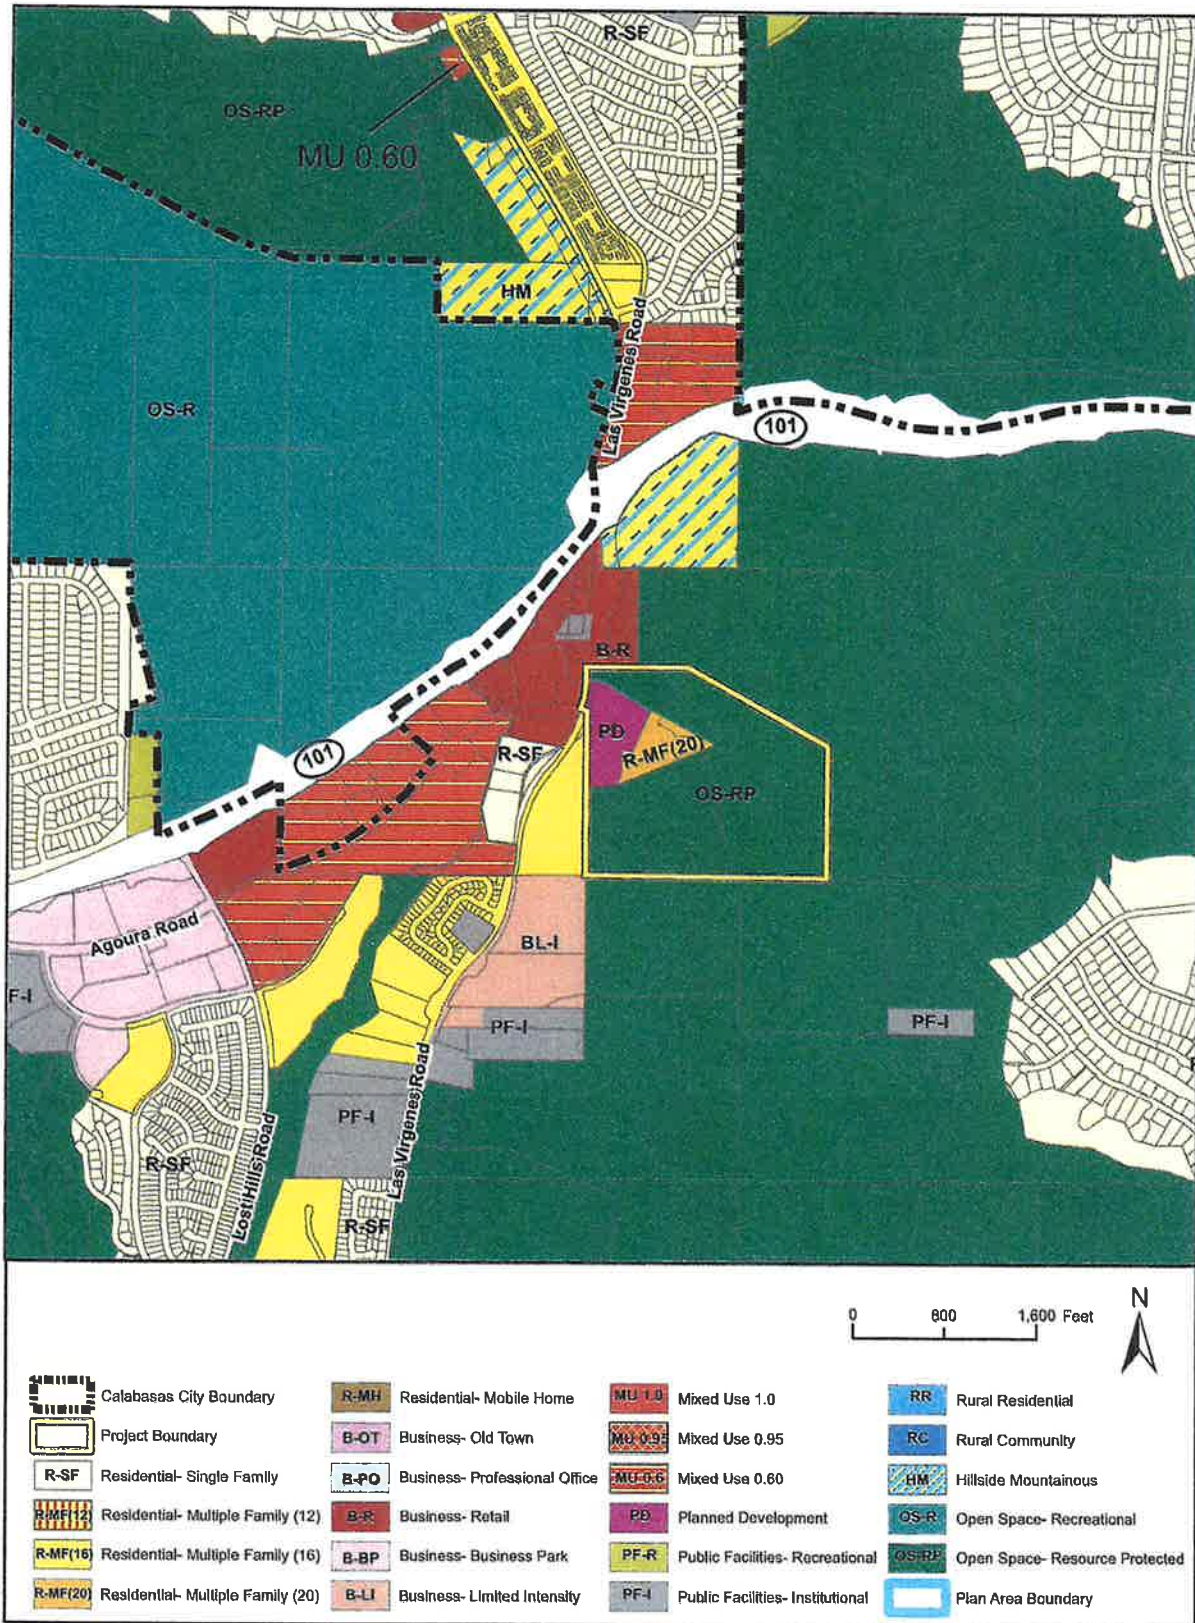 R-SF
OS-RP
MU 0.60
HM
Las Virgenes Road
OS-R
101
B-R
PD
R-MF(20)
R-SF
101
OS-RP
Agoura Road
BL-I
F-I
PF-I
PF-I
PF-I
Las Virgenes Road
Lost Hills Road
R-SF
R-SF
0 800 1,600 Feet
N
Calabasas City Boundary
Project Boundary
R-SF Residential- Single Family
R-MF(12) Residential- Multiple Family (12)
R-MF(16) Residential- Multiple Family (16)
R-MF(20) Residential- Multiple Family (20)
R-MH Residential- Mobile Home
B-OT Business- Old Town
B-PO Business- Professional Office
B-R Business- Retail
B-BP Business- Business Park
B-LI Business- Limited Intensity
MU 1.0 Mixed Use 1.0
MU 0.95 Mixed Use 0.95
MU 0.6 Mixed Use 0.60
PD Planned Development
PF-R Public Facilities- Recreational
PF-I Public Facilities- Institutional
RR Rural Residential
RC Rural Community
HM Hillside Mountainous
OS-R Open Space- Recreational
OS-RP Open Space- Resource Protected
Plan Area Boundary